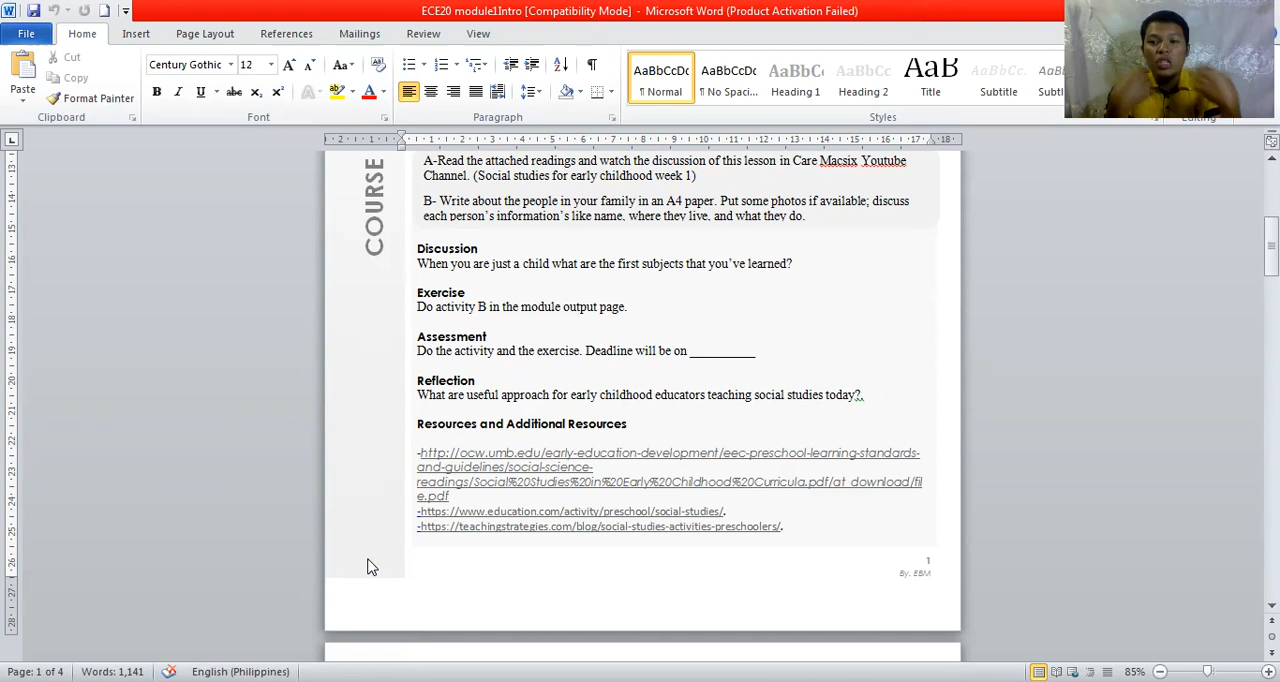 ECE20 module1Intro [Compatibility Mode] - Microsoft Word (Product Activation Failed)
File Home Insert Page Layout References Mailings Review View
Paste
Cut
Copy
Format Painter
Clipboard
Century Gothic 12
Font
Paragraph
AaBbCcDc AaBbCcDc AaBbCc AaBbCc AaB AaBbCcD AaBb
¶ Normal ¶ No Spaci... Heading 1 Heading 2 Title Subtitle
Styles
Editing
COURSE
A-Read the attached readings and watch the discussion of this lesson in Care Macsix Youtube
Channel. (Social studies for early childhood week 1)
B- Write about the people in your family in an A4 paper. Put some photos if available; discuss
each person's information's like name, where they live, and what they do.
Discussion
When you are just a child what are the first subjects that you've learned?
Exercise
Do activity B in the module output page.
Assessment
Do the activity and the exercise. Deadline will be on ___________
Reflection
What are useful approach for early childhood educators teaching social studies today?.
Resources and Additional Resources
-http://ocw.umb.edu/early-education-development/eec-preschool-learning-standards-
and-guidelines/social-science-
readings/Social%20Studies%20in%20Early%20Childhood%20Curricula.pdf/at_download/fil
e.pdf
-https://www.education.com/activity/preschool/social-studies/.
-https://teachingstrategies.com/blog/social-studies-activities-preschoolers/.
1
By. EBM
Page: 1 of 4 Words: 1,141 English (Philippines) 85%